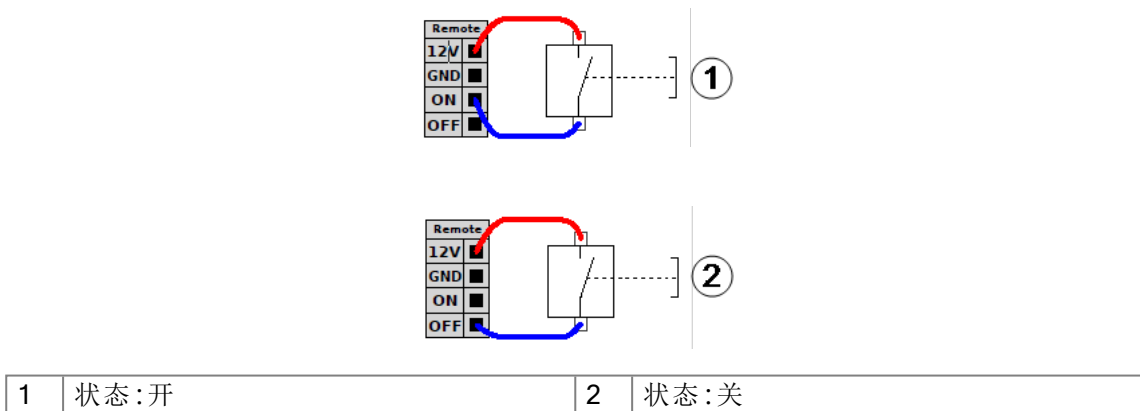 Remote
12V
GND
ON
OFF
1
Remote
12V
GND
ON
OFF
2
1 状态:开 2 状态:关